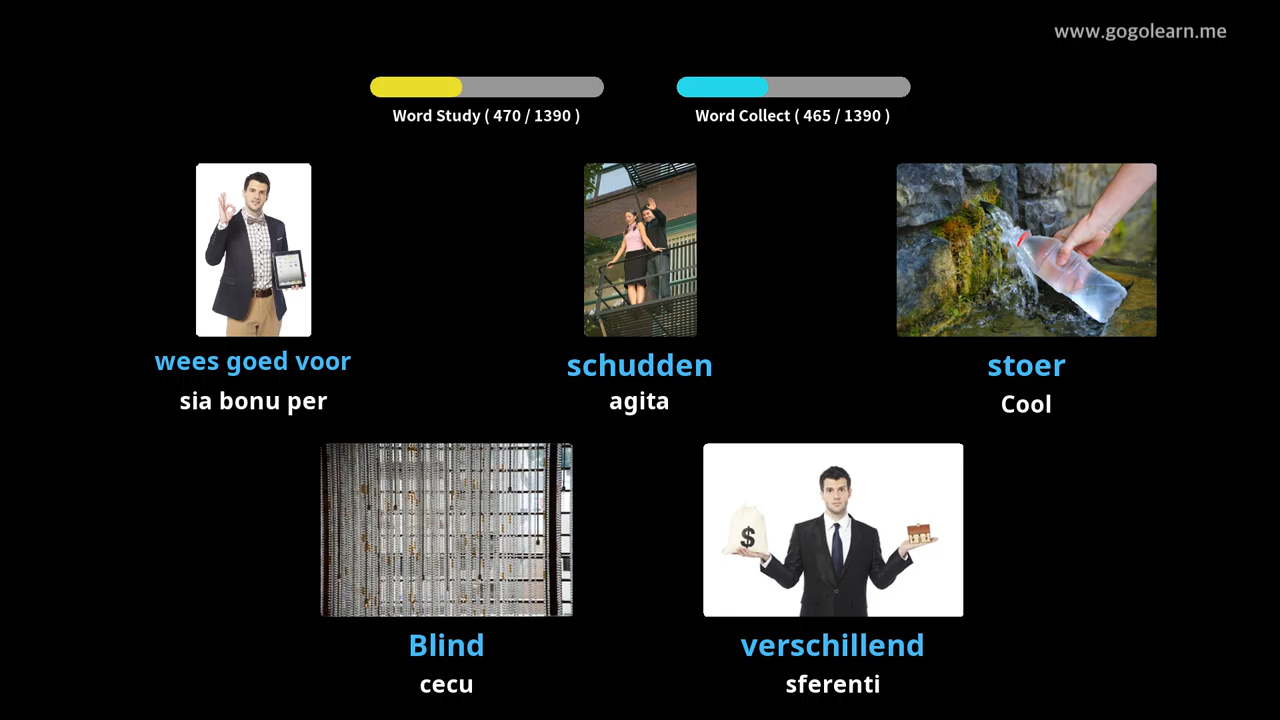 www.gogolearn.me
Word Study ( 470 / 1390 )
Word Collect ( 465 / 1390 )
wees goed voor
sia bonu per
schudden
agita
stoer
Cool
$
Blind
cecu
verschillend
sferenti